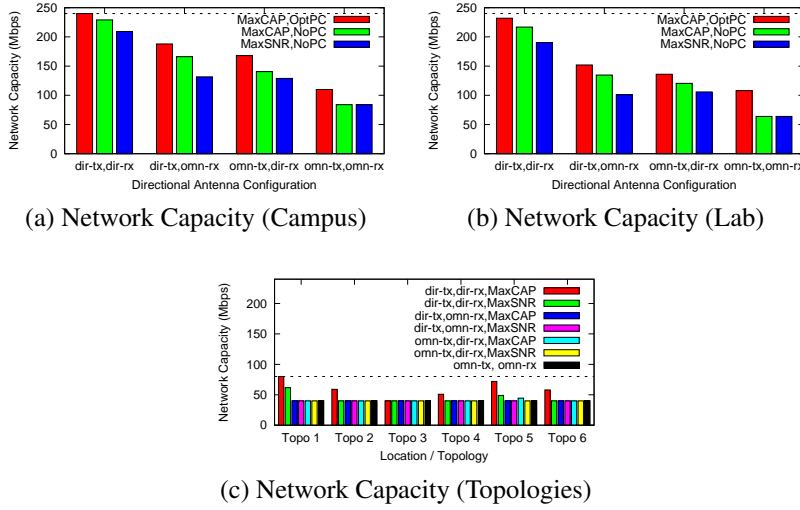 Network Capacity (Mbps)
250
200
150
100
50
0
MaxCAP,OptPC
MaxCAP,NoPC
MaxSNR,NoPC
dir-tx,dir-rx dir-tx,omn-rx omn-tx,dir-rx omn-tx,omn-rx
Directional Antenna Configuration
(a) Network Capacity (Campus)
Network Capacity (Mbps)
250
200
150
100
50
0
MaxCAP,OptPC
MaxCAP,NoPC
MaxSNR,NoPC
dir-tx,dir-rx dir-tx,omn-rx omn-tx,dir-rx omn-tx,omn-rx
Directional Antenna Configuration
(b) Network Capacity (Lab)
Network Capacity (Mbps)
200
150
100
50
0
dir-tx,dir-rx,MaxCAP
dir-tx,dir-rx,MaxSNR
dir-tx,omn-rx,MaxCAP
dir-tx,omn-rx,MaxSNR
omn-tx,dir-rx,MaxCAP
omn-tx,dir-rx,MaxSNR
omn-tx, omn-rx
Topo 1 Topo 2 Topo 3 Topo 4 Topo 5 Topo 6
Location / Topology
(c) Network Capacity (Topologies)